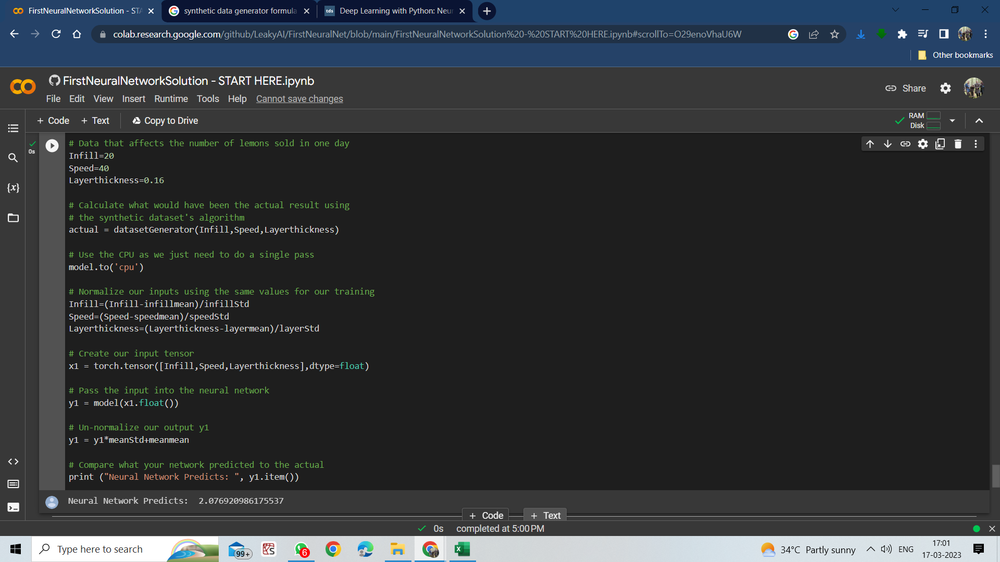 FirstNeuralNetworkSolution - STA
synthetic data generator formula
tds Deep Learning with Python: Neur
colab.research.google.com/github/LeakyAI/FirstNeuralNet/blob/main/FirstNeuralNetworkSolution%20-%20START%20HERE.ipynb#scrollTo=O29enoVhaU6W
Other bookmarks
FirstNeuralNetworkSolution - START HERE.ipynb
File Edit View Insert Runtime Tools Help Cannot save changes
Share
+ Code + Text Copy to Drive
RAM
Disk
0s
# Data that affects the number of lemons sold in one day
Infill=20
Speed=40
Layerthickness=0.16
# Calculate what would have been the actual result using
# the synthetic dataset's algorithm
actual = datasetGenerator(Infill,Speed,Layerthickness)
# Use the CPU as we just need to do a single pass
model.to('cpu')
# Normalize our inputs using the same values for our training
Infill=(Infill-infillmean)/infillStd
Speed=(Speed-speedmean)/speedStd
Layerthickness=(Layerthickness-layermean)/layerStd
# Create our input tensor
x1 = torch.tensor([Infill,Speed,Layerthickness],dtype=float)
# Pass the input into the neural network
y1 = model(x1.float())
# Un-normalize our output y1
y1 = y1*meanStd+meanmean
# Compare what your network predicted to the actual
print ("Neural Network Predicts: ", y1.item())
Neural Network Predicts:  2.076920986175537
+ Code + Text
0s completed at 5:00 PM
Type here to search
99+
6
34°C Partly sunny
ENG
17:01
17-03-2023